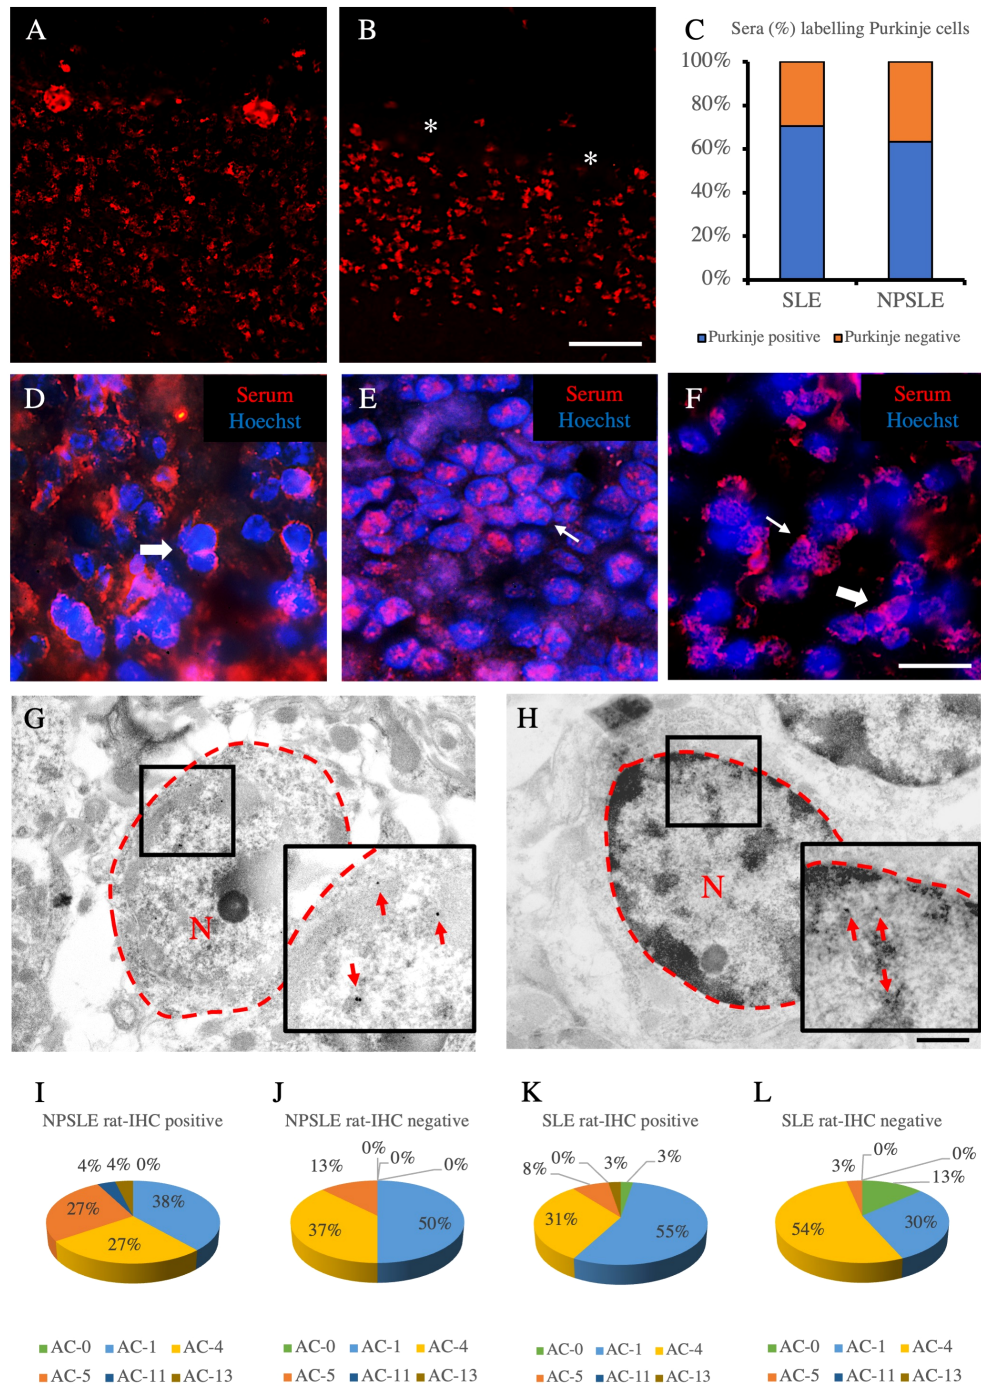 A
B
*
*
C
Sera (%) labelling Purkinje cells
100%
80%
60%
40%
20%
0%
SLE
NPSLE
Purkinje positive
Purkinje negative
D
Serum
Hoechst
E
Serum
Hoechst
F
Serum
Hoechst
G
N
H
N
I
NPSLE rat-IHC positive
4%
4%
0%
27%
38%
27%
AC-0
AC-1
AC-4
AC-5
AC-11
AC-13
J
NPSLE rat-IHC negative
0%
0%
0%
13%
37%
50%
AC-0
AC-1
AC-4
AC-5
AC-11
AC-13
K
SLE rat-IHC positive
0%
3%
3%
8%
31%
55%
AC-0
AC-1
AC-4
AC-5
AC-11
AC-13
L
SLE rat-IHC negative
0%
0%
3%
13%
54%
30%
AC-0
AC-1
AC-4
AC-5
AC-11
AC-13